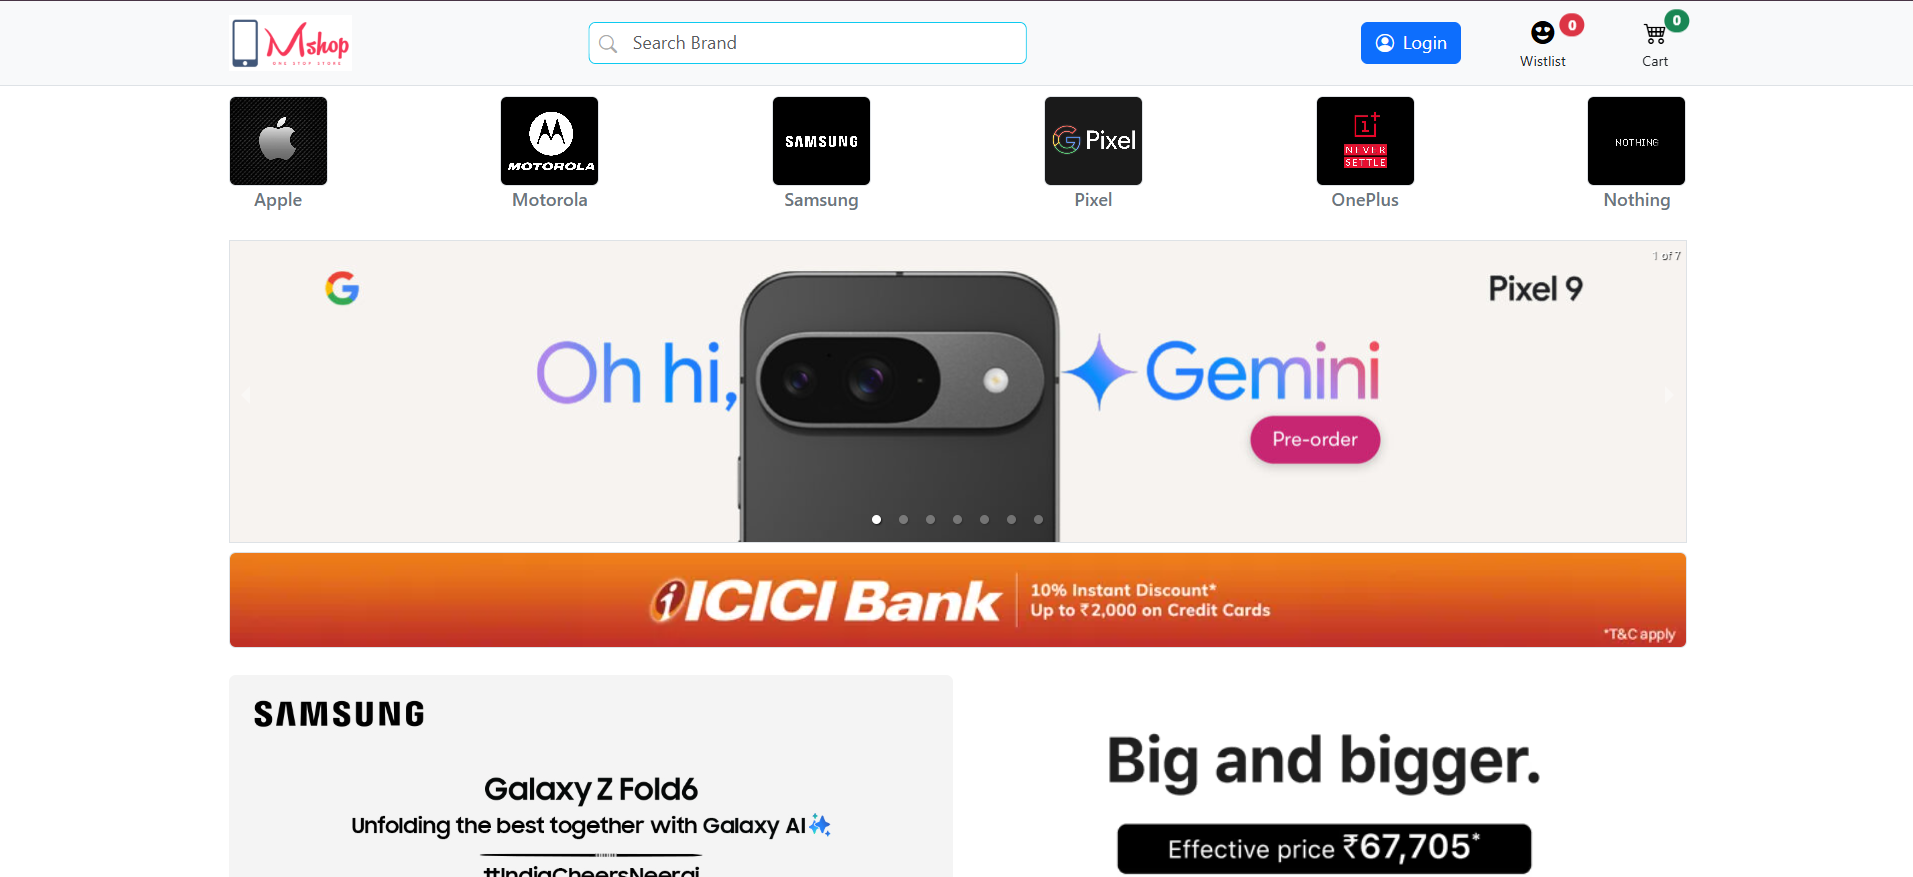 Mshop
ONE STOP STORE
Search Brand
Login
0
Wistlist
0
Cart
MOTOROLA
SAMSUNG
G Pixel
1+
NEVER
SETTLE
NOTHING
Apple
Motorola
Samsung
Pixel
OnePlus
Nothing
1 of 7
G
Pixel 9
Oh hi, Gemini
Pre-order
ICICI Bank
10% Instant Discount*
Up to ₹2,000 on Credit Cards
*T&C apply
SAMSUNG
Galaxy Z Fold6
Unfolding the best together with Galaxy AI
#IndiaCheersNeeraj
Big and bigger.
Effective price ₹67,705*